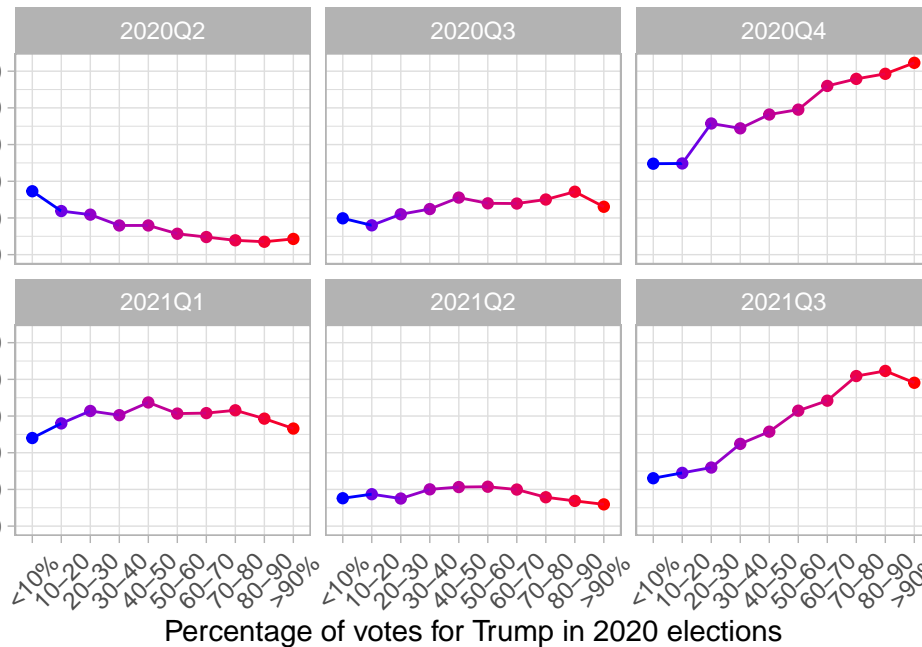 2020Q2 2020Q3 2020Q4
2021Q1 2021Q2 2021Q3
<10% 10–20 20–30 30–40 40–50 50–60 60–70 70–80 80–90 >90% <10% 10–20 20–30 30–40 40–50 50–60 60–70 70–80 80–90 >90% <10% 10–20 20–30 30–40 40–50 50–60 60–70 70–80 80–90
Percentage of votes for Trump in 2020 elections